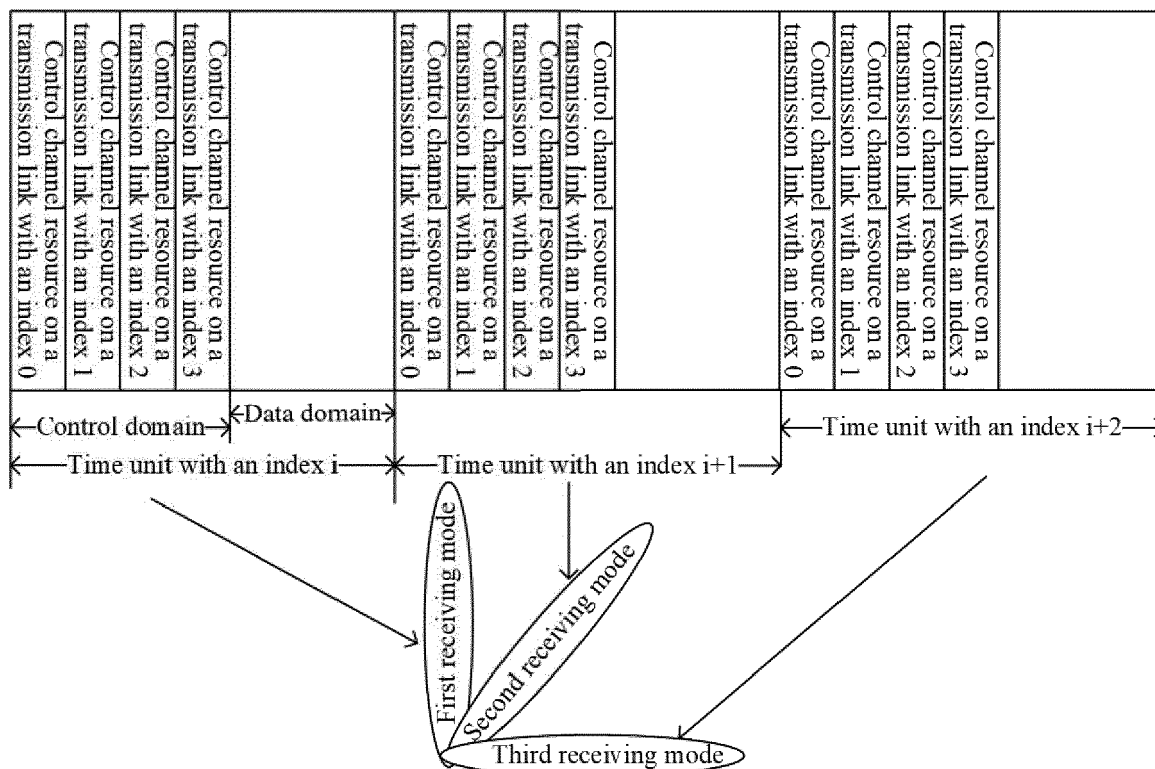 Control channel resource on a
transmission link with an index 0
Control channel resource on a
transmission link with an index 1
Control channel resource on a
transmission link with an index 2
Control channel resource on a
transmission link with an index 3
Control channel resource on a
transmission link with an index 0
Control channel resource on a
transmission link with an index 1
Control channel resource on a
transmission link with an index 2
Control channel resource on a
transmission link with an index 3
Control channel resource on a
transmission link with an index 0
Control channel resource on a
transmission link with an index 1
Control channel resource on a
transmission link with an index 2
Control channel resource on a
transmission link with an index 3
Control domain
Data domain
Time unit with an index i
Time unit with an index i+1
Time unit with an index i+2
First receiving mode
Second receiving mode
Third receiving mode